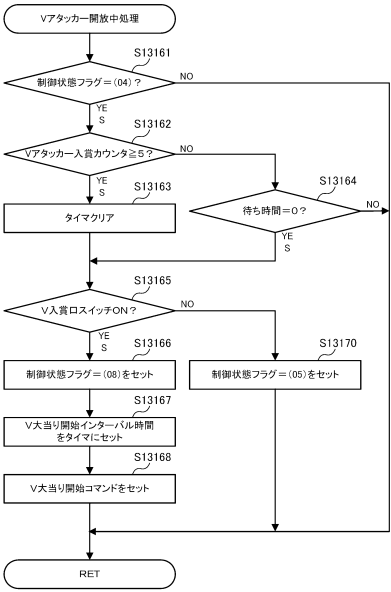 Vアタッカー開放中処理
S13161
制御状態フラグ=(04)?
NO
YE
S
S13162
Vアタッカー入賞カウンタ≧5?
NO
YE
S
S13163
タイマクリア
S13164
待ち時間=0?
NO
YE
S
S13165
V入賞口スイッチON?
NO
YE
S
S13166
制御状態フラグ=(08)をセット
S13170
制御状態フラグ=(05)をセット
S13167
V大当り開始インターバル時間
をタイマにセット
S13168
V大当り開始コマンドをセット
RET